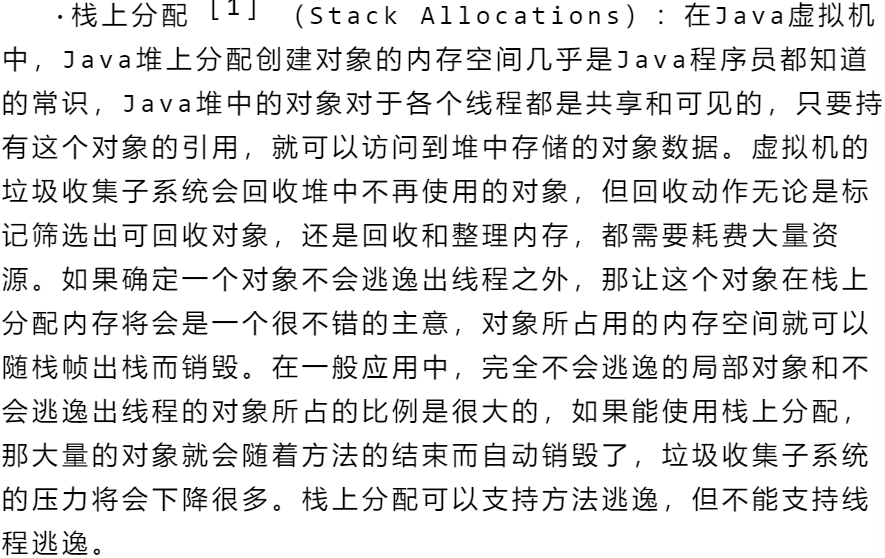 ·栈上分配[1]（Stack Allocations）：在Java虚拟机
中，Java堆上分配创建对象的内存空间几乎是Java程序员都知道
的常识，Java堆中的对象对于各个线程都是共享和可见的，只要持
有这个对象的引用，就可以访问到堆中存储的对象数据。虚拟机的
垃圾收集子系统会回收堆中不再使用的对象，但回收动作无论是标
记筛选出可回收对象，还是回收和整理内存，都需要耗费大量资
源。如果确定一个对象不会逃逸出线程之外，那让这个对象在栈上
分配内存将会是一个很不错的主意，对象所占用的内存空间就可以
随栈帧出栈而销毁。在一般应用中，完全不会逃逸的局部对象和不
会逃逸出线程的对象所占的比例是很大的，如果能使用栈上分配，
那大量的对象就会随着方法的结束而自动销毁了，垃圾收集子系统
的压力将会下降很多。栈上分配可以支持方法逃逸，但不能支持线
程逃逸。